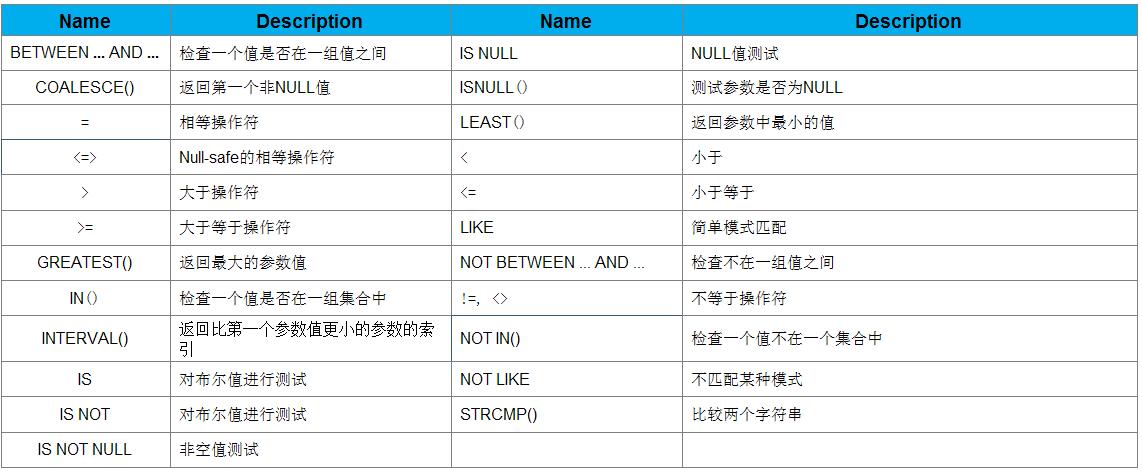 Name Description Name Description
BETWEEN ... AND ... 检查一个值是否在一组值之间 IS NULL NULL值测试
COALESCE() 返回第一个非NULL值 ISNULL() 测试参数是否为NULL
= 相等操作符 LEAST() 返回参数中最小的值
<=> Null-safe的相等操作符 < 小于
> 大于操作符 <= 小于等于
>= 大于等于操作符 LIKE 简单模式匹配
GREATEST() 返回最大的参数值 NOT BETWEEN ... AND ... 检查不在一组值之间
IN() 检查一个值是否在一组集合中 !=, <> 不等于操作符
INTERVAL() 返回比第一个参数值更小的参数的索
引 NOT IN() 检查一个值不在一个集合中
IS 对布尔值进行测试 NOT LIKE 不匹配某种模式
IS NOT 对布尔值进行测试 STRCMP() 比较两个字符串
IS NOT NULL 非空值测试